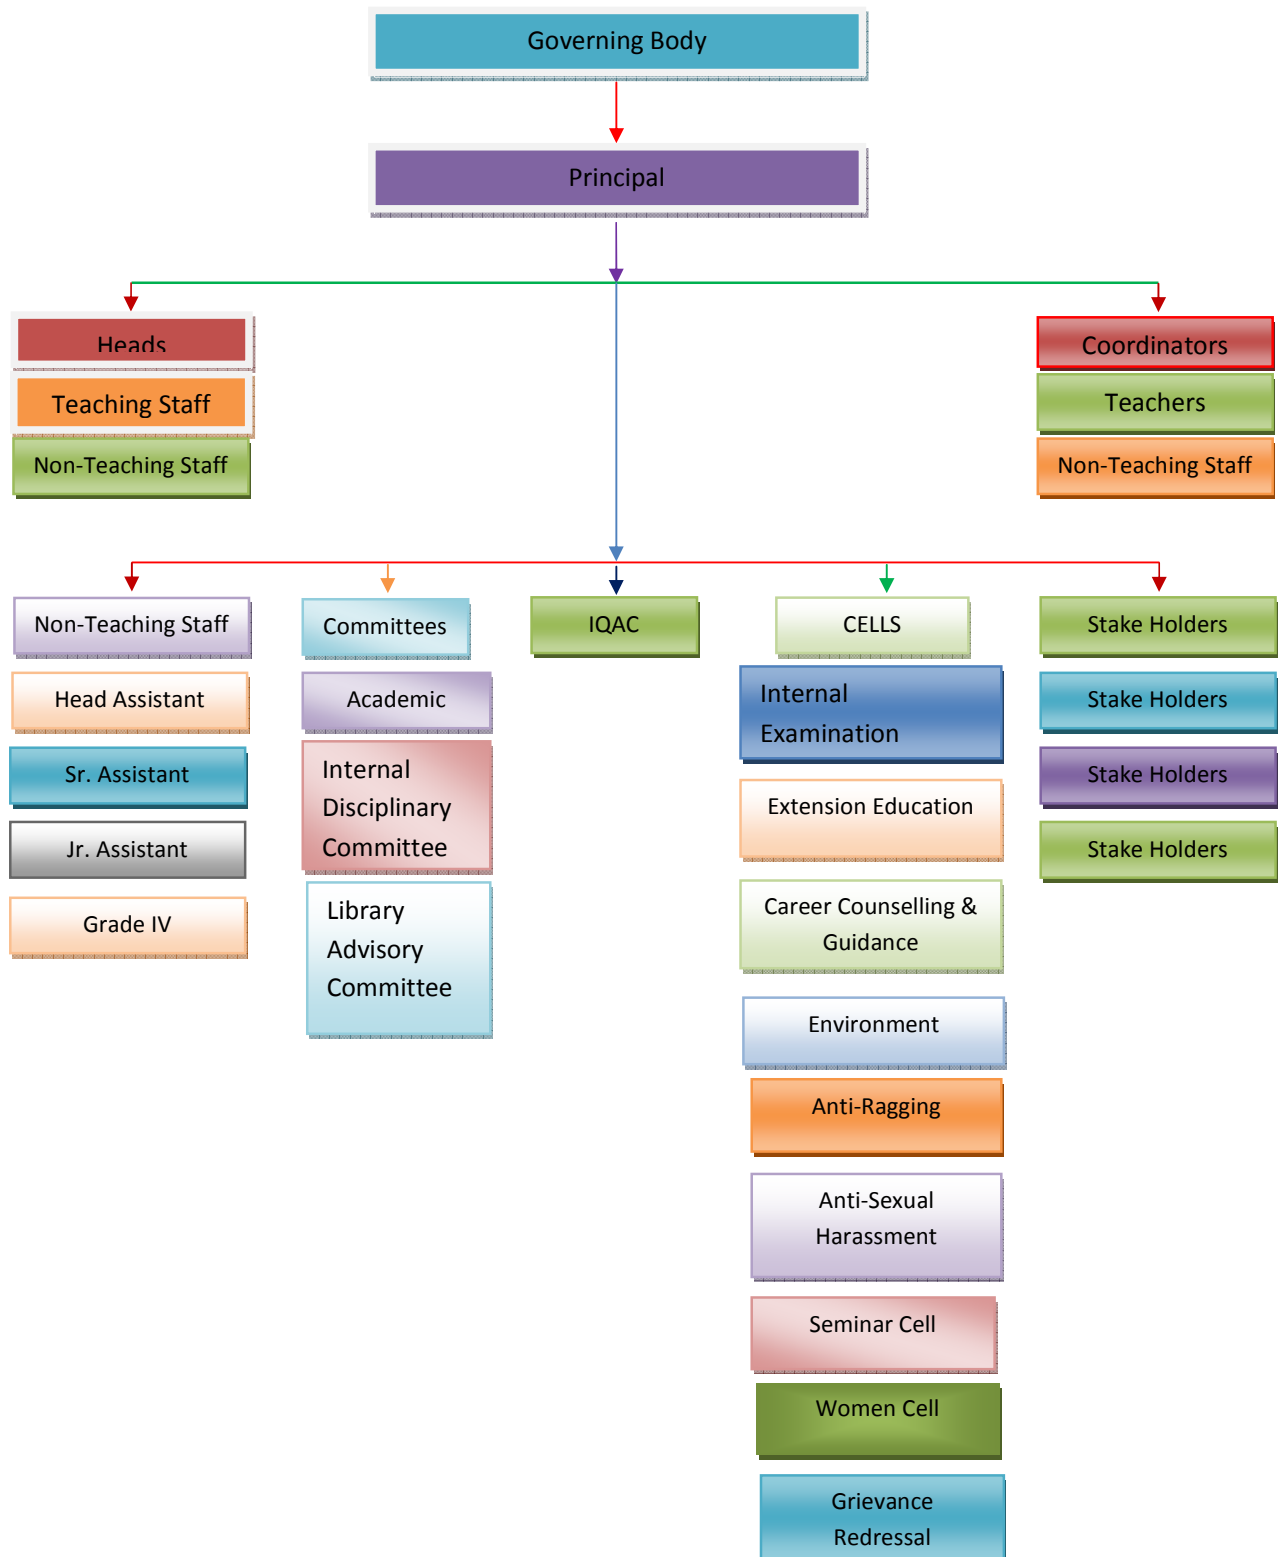 Governing Body
Principal
Heads
Teaching Staff
Non-Teaching Staff
Coordinators
Teachers
Non-Teaching Staff
Non-Teaching Staff
Head Assistant
Sr. Assistant
Jr. Assistant
Grade IV
Committees
Academic
Internal
Disciplinary
Committee
Library
Advisory
Committee
IQAC
CELLS
Internal
Examination
Extension Education
Career Counselling &
Guidance
Environment
Anti-Ragging
Anti-Sexual
Harassment
Seminar Cell
Women Cell
Grievance
Redressal
Stake Holders
Stake Holders
Stake Holders
Stake Holders